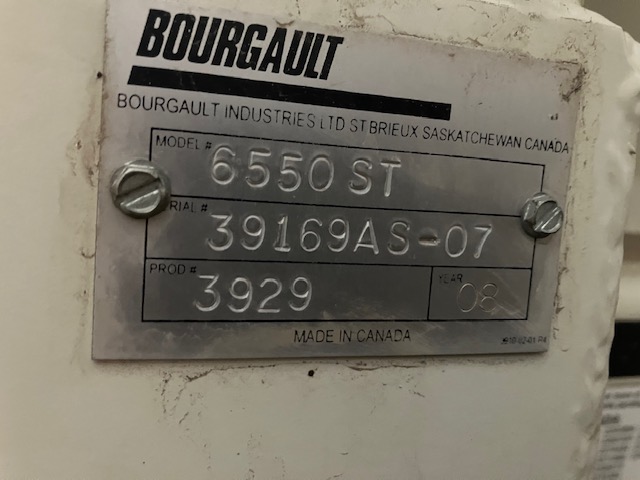 BOURGAULT
BOURGAULT INDUSTRIES LTD ST BRIEUX SASKATCHEWAN CANADA
MODEL # 6550 ST
RIAL # 39169AS-07
PROD # 3929 YEAR 08
MADE IN CANADA